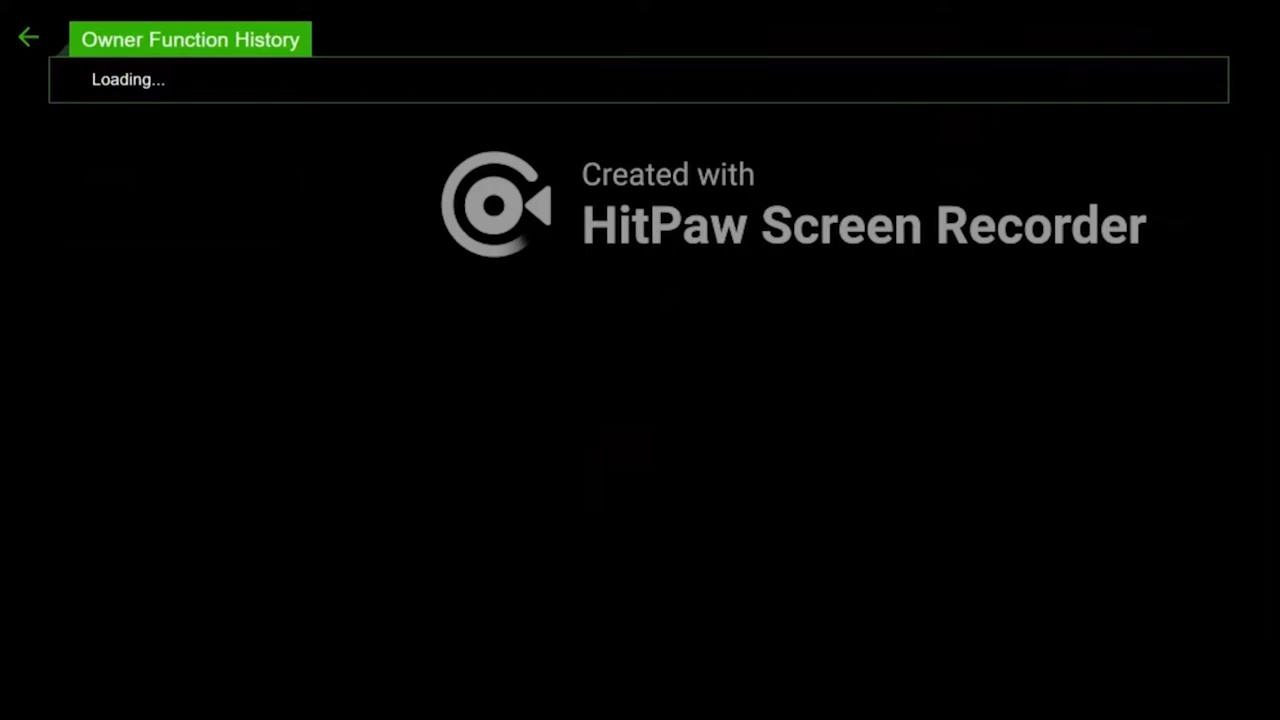 Owner Function History
Loading...
Created with
HitPaw Screen Recorder